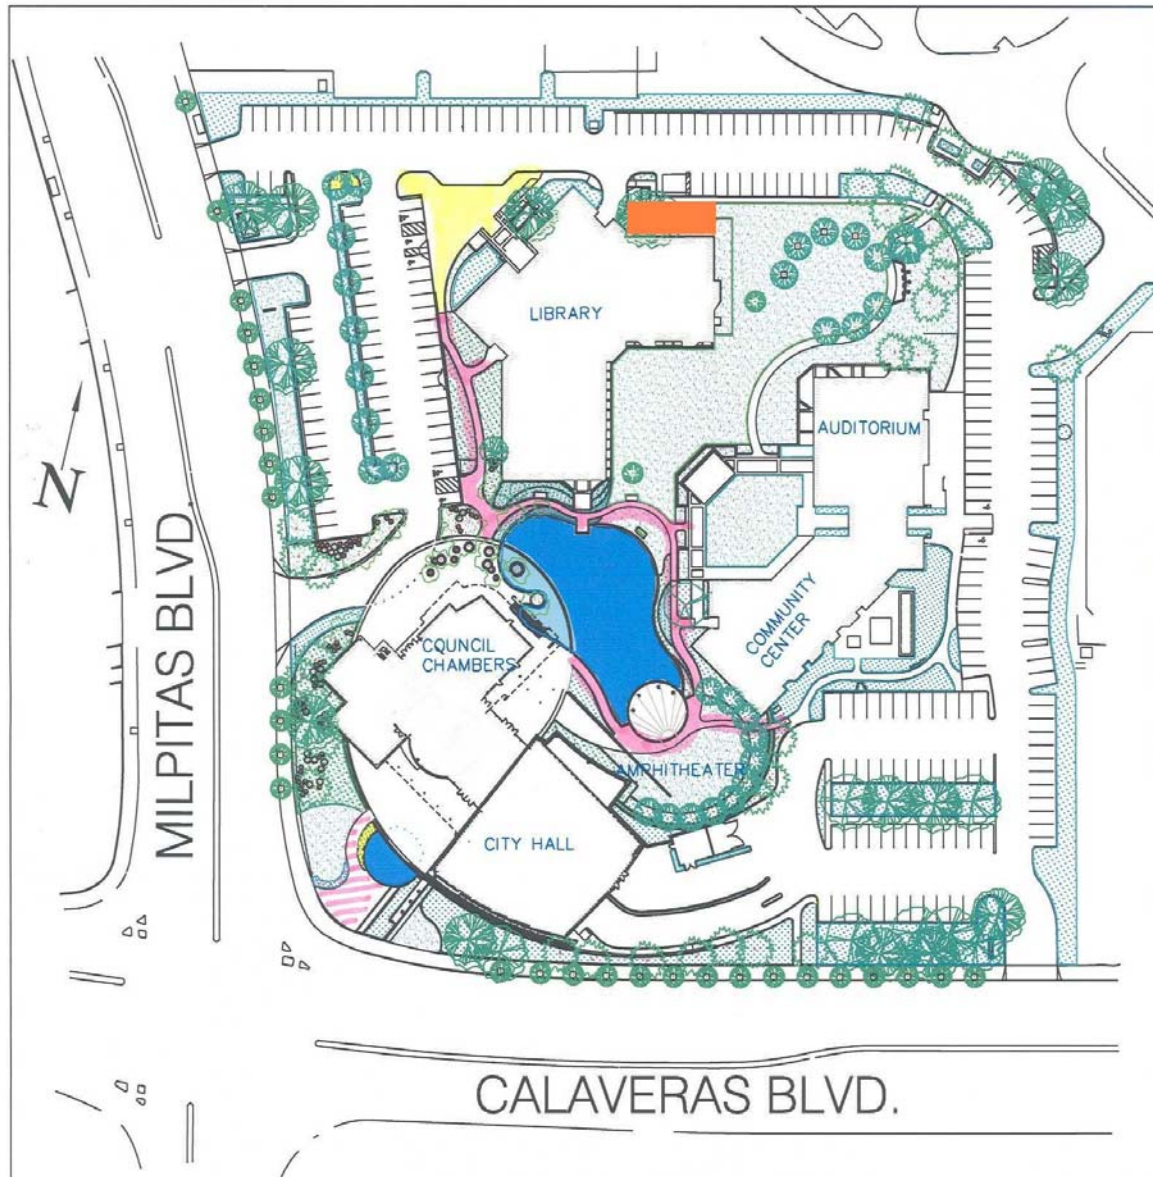 LIBRARY
AUDITORIUM
N
MILPITAS BLVD.
COMMUNITY
CENTER
COUNCIL
CHAMBERS
AMPHITHEATER
CITY HALL
CALAVERAS BLVD.